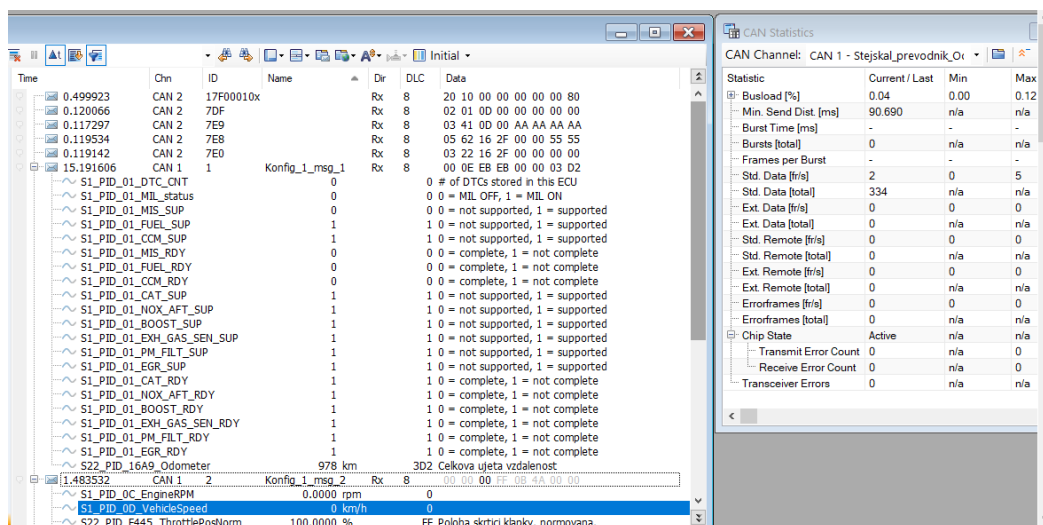 CAN Statistics
Initial
CAN Channel: CAN 1 - Stejskal_prevodnik_Oc
Time Chn ID Name Dir DLC Data
0.499923 CAN 2 17F00010x Rx 8 20 10 00 00 00 00 00 80
0.120066 CAN 2 7DF Rx 8 02 01 0D 00 00 00 00 00
0.117297 CAN 2 7E9 Rx 8 03 41 0D 00 AA AA AA AA
0.119534 CAN 2 7E8 Rx 8 05 62 16 2F 00 00 55 55
0.119142 CAN 2 7E0 Rx 8 03 22 16 2F 00 00 00 00
15.191606 CAN 1 1 Konfig_1_msg_1 Rx 8 00 0E EB EB 00 00 03 D2
S1_PID_01_DTC_CNT 0 0 # of DTCs stored in this ECU
S1_PID_01_MIL_status 0 0 0 = MIL OFF, 1 = MIL ON
S1_PID_01_MIS_SUP 0 0 0 = not supported, 1 = supported
S1_PID_01_FUEL_SUP 1 1 0 = not supported, 1 = supported
S1_PID_01_CCM_SUP 1 1 0 = not supported, 1 = supported
S1_PID_01_MIS_RDY 0 0 0 = complete, 1 = not complete
S1_PID_01_FUEL_RDY 0 0 0 = complete, 1 = not complete
S1_PID_01_CCM_RDY 0 0 0 = complete, 1 = not complete
S1_PID_01_CAT_SUP 1 1 0 = not supported, 1 = supported
S1_PID_01_NOX_AFT_SUP 1 1 0 = not supported, 1 = supported
S1_PID_01_BOOST_SUP 1 1 0 = not supported, 1 = supported
S1_PID_01_EXH_GAS_SEN_SUP 1 1 0 = not supported, 1 = supported
S1_PID_01_PM_FILT_SUP 1 1 0 = not supported, 1 = supported
S1_PID_01_EGR_SUP 1 1 0 = not supported, 1 = supported
S1_PID_01_CAT_RDY 1 1 0 = complete, 1 = not complete
S1_PID_01_NOX_AFT_RDY 1 1 0 = complete, 1 = not complete
S1_PID_01_BOOST_RDY 1 1 0 = complete, 1 = not complete
S1_PID_01_EXH_GAS_SEN_RDY 1 1 0 = complete, 1 = not complete
S1_PID_01_PM_FILT_RDY 1 1 0 = complete, 1 = not complete
S1_PID_01_EGR_RDY 1 1 0 = complete, 1 = not complete
S22_PID_16A9_Odometer 978 km 3D2 Celkova ujeta vzdalenost
1.483532 CAN 1 2 Konfig_1_msg_2 Rx 8 00 00 00 FF 0B 4A 00 00
S1_PID_0C_EngineRPM 0.0000 rpm 0
S1_PID_0D_VehicleSpeed 0 km/h 0
S22_PID_F445_ThrottlePosNorm 100.0000 % FF Poloha skrtici klapky, normovana
Statistic Current / Last Min Max
Busload [%] 0.04 0.00 0.12
Min. Send Dist. [ms] 90.690 n/a n/a
Burst Time [ms] - - -
Bursts [total] 0 n/a n/a
Frames per Burst - - -
Std. Data [fr/s] 2 0 5
Std. Data [total] 334 n/a n/a
Ext. Data [fr/s] 0 0 0
Ext. Data [total] 0 n/a n/a
Std. Remote [fr/s] 0 0 0
Std. Remote [total] 0 n/a n/a
Ext. Remote [fr/s] 0 0 0
Ext. Remote [total] 0 n/a n/a
Errorframes [fr/s] 0 0 0
Errorframes [total] 0 n/a n/a
Chip State Active n/a n/a
Transmit Error Count 0 n/a 0
Receive Error Count 0 n/a 0
Transceiver Errors 0 n/a n/a